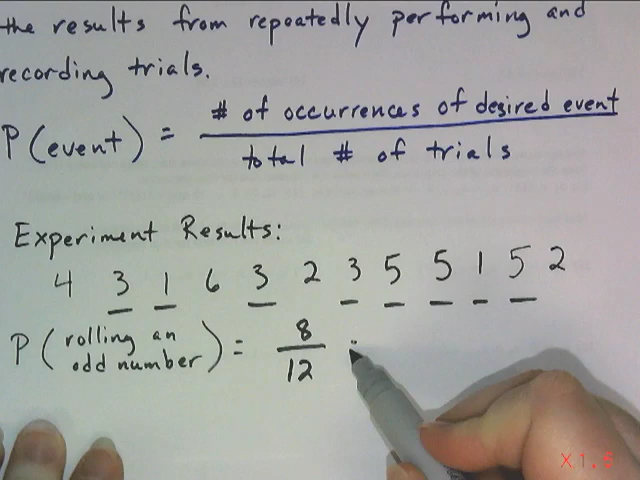 the results from repeatedly performing and
recording trials.
P(event) = # of occurrences of desired event / total # of trials
Experiment Results:
4 3 1 6 3 2 3 5 5 1 5 2
P(rolling an odd number) = 8/12
X1.5